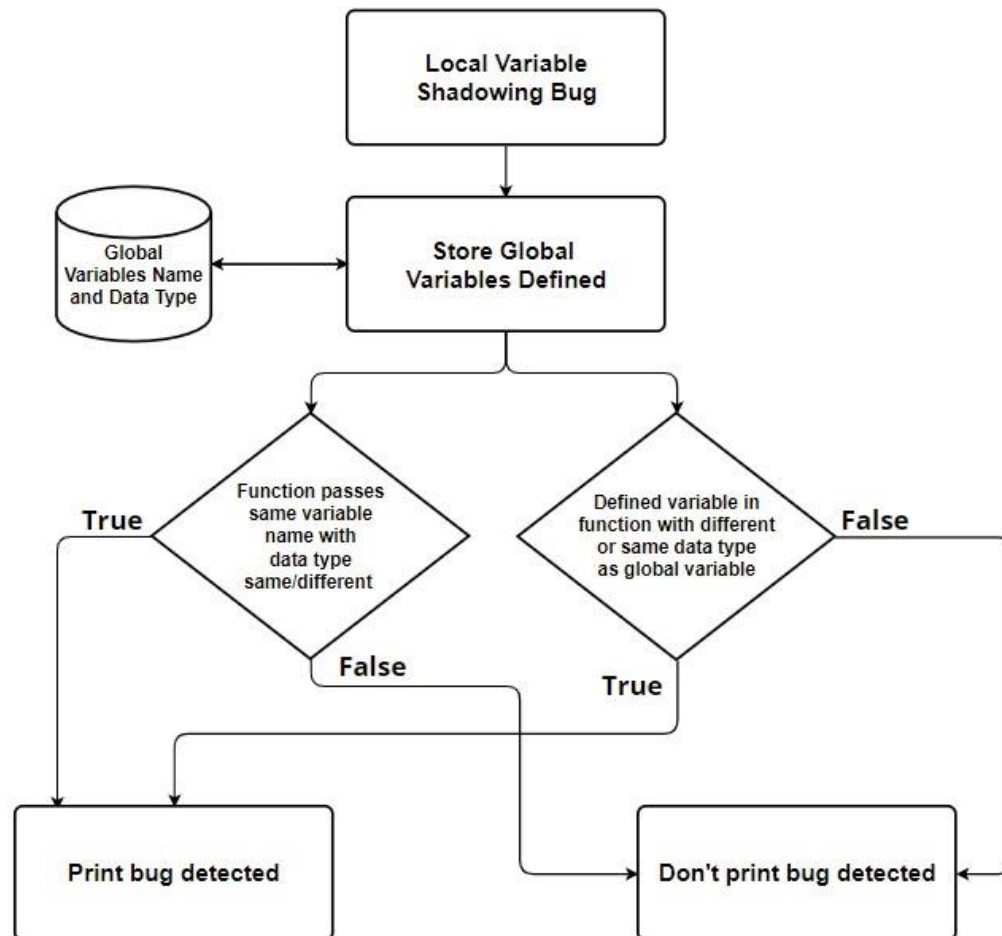 Local Variable
Shadowing Bug
Global
Variables Name
and Data Type
Store Global
Variables Defined
Function passes
same variable
name with
data type
same/different
True
False
Defined variable in
function with different
or same data type
as global variable
False
True
Print bug detected
Don't print bug detected